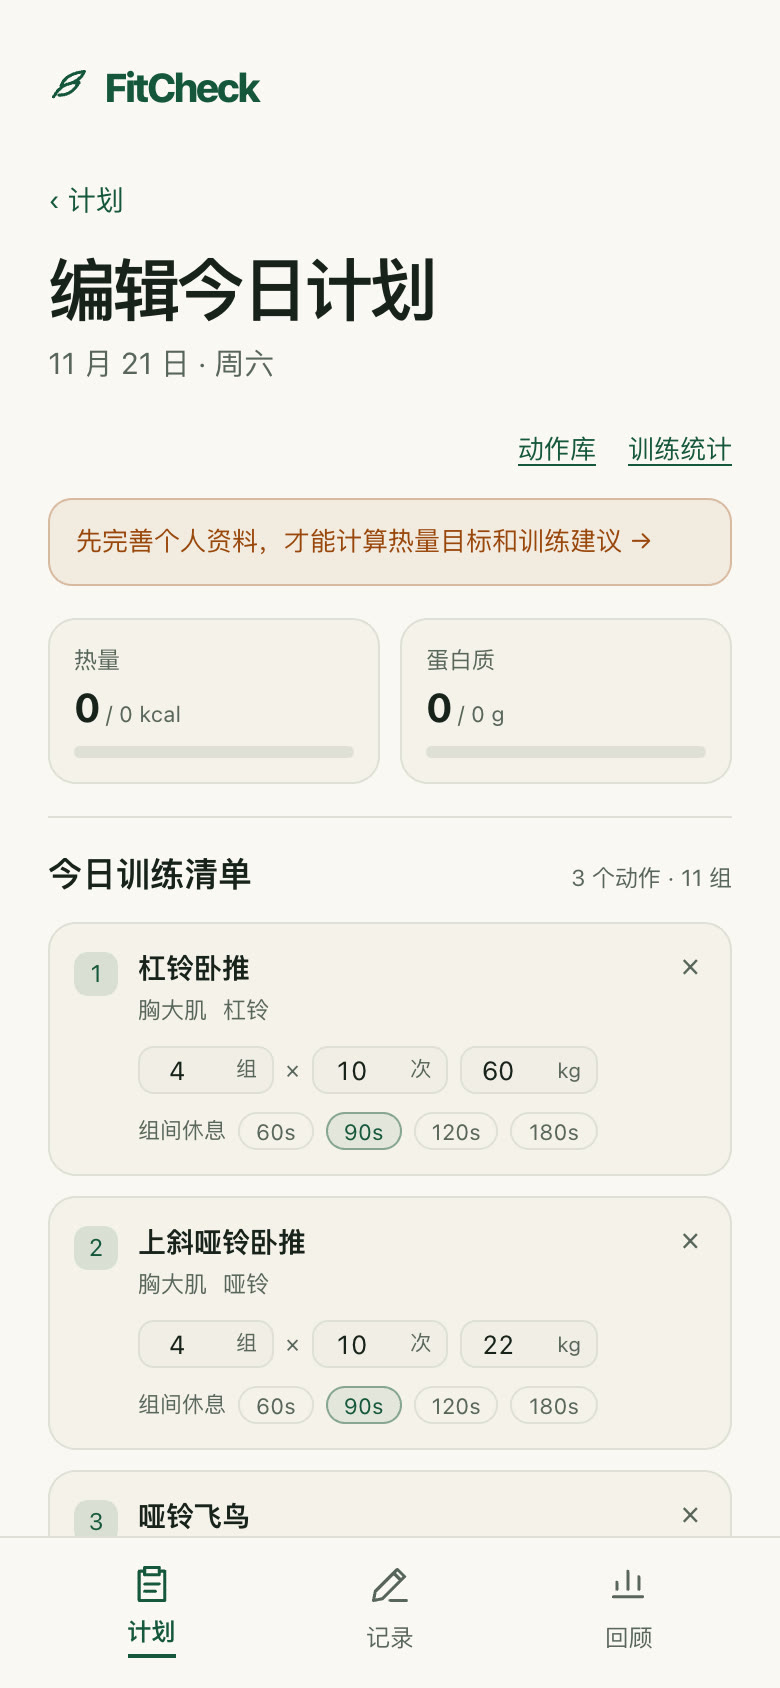 FitCheck
‹ 计划
编辑今日计划
11 月 21 日 · 周六
动作库 训练统计
先完善个人资料，才能计算热量目标和训练建议 →
热量 蛋白质
0 / 0 kcal 0 / 0 g
今日训练清单 3 个动作 · 11 组
1 杠铃卧推 ×
胸大肌 杠铃
4 组 × 10 次 60 kg
组间休息 60s 90s 120s 180s
2 上斜哑铃卧推 ×
胸大肌 哑铃
4 组 × 10 次 22 kg
组间休息 60s 90s 120s 180s
3 哑铃飞鸟 ×
计划 记录 回顾